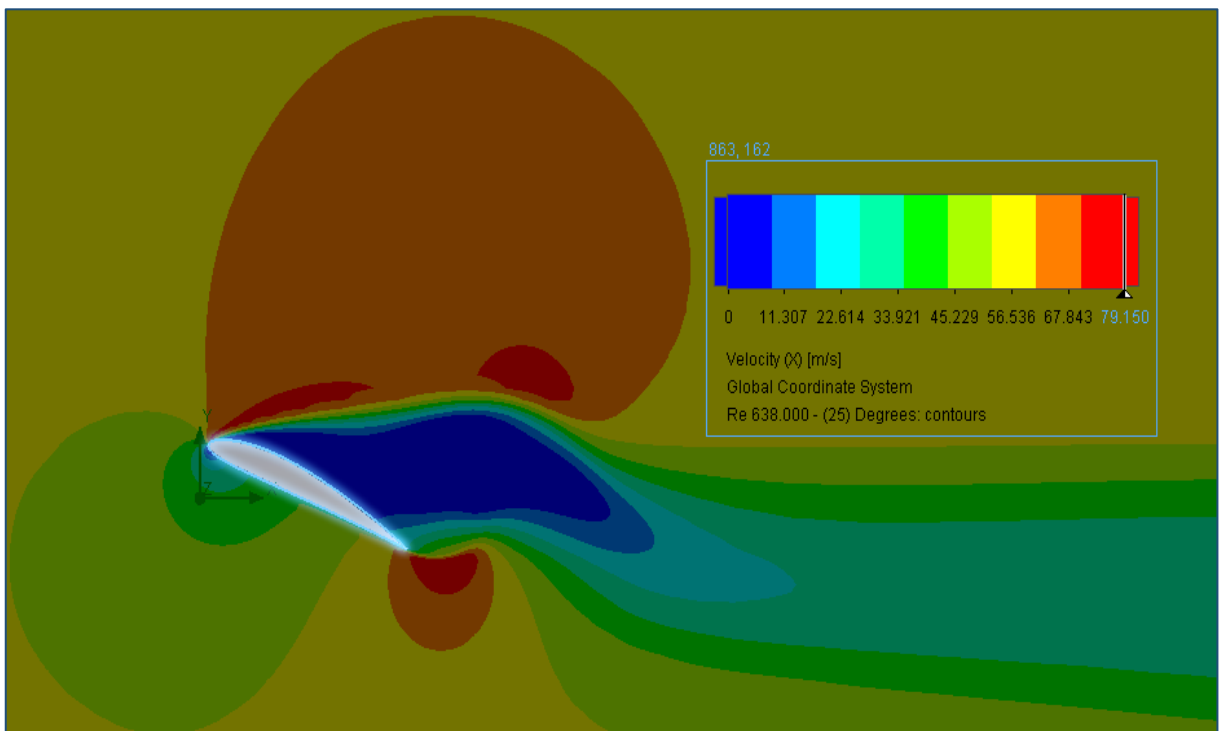 863, 162
0 11.307 22.614 33.921 45.229 56.536 67.843 79.150
Velocity (X) [m/s]
Global Coordinate System
Re 638.000 - (25) Degrees: contours
Y
Z